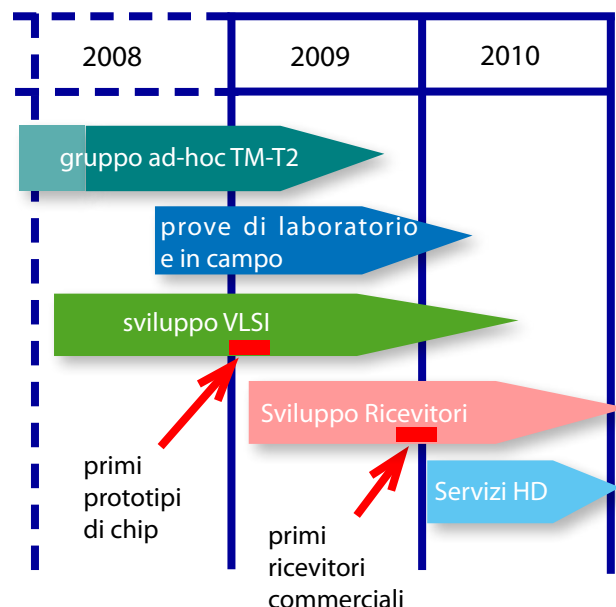 2008 2009 2010
gruppo ad-hoc TM-T2
prove di laboratorio
e in campo
sviluppo VLSI
Sviluppo Ricevitori
primi
prototipi
di chip
Servizi HD
primi
ricevitori
commerciali